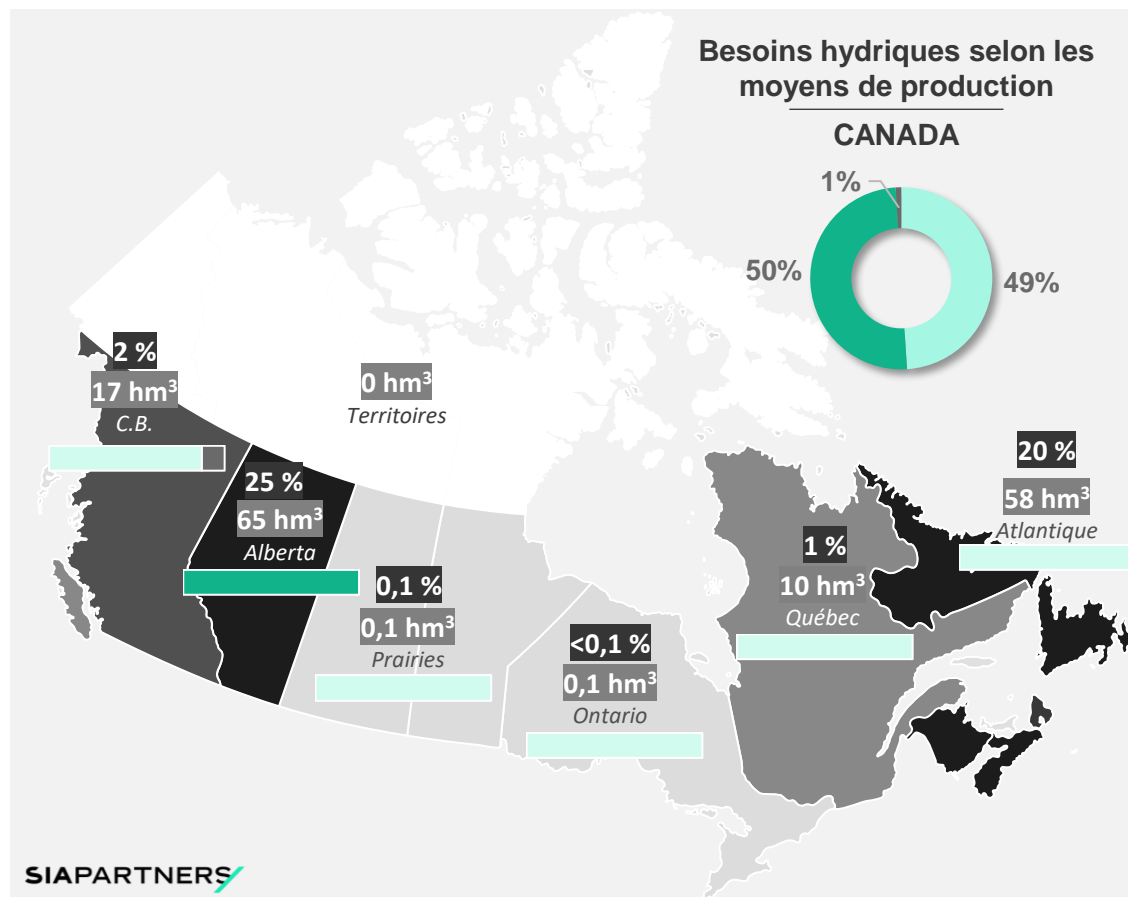 Besoins hydriques selon les
moyens de production
CANADA
1%
50%
49%
2 %
17 hm³
C.B.
0 hm³
Territoires
25 %
65 hm³
Alberta
0,1 %
0,1 hm³
Prairies
<0,1 %
0,1 hm³
Ontario
1 %
10 hm³
Québec
20 %
58 hm³
Atlantique
SIAPARTNERS